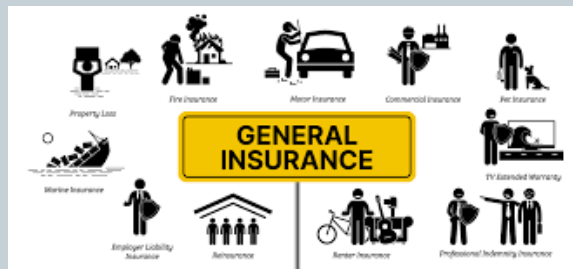 Property Loss
Fire Insurance
Motor Insurance
Commercial Insurance
Pet Insurance
GENERAL
INSURANCE
Marine Insurance
TV Extended Warranty
Employer Liability
Insurance
Reinsurance
Renter Insurance
Professional Indemnity Insurance